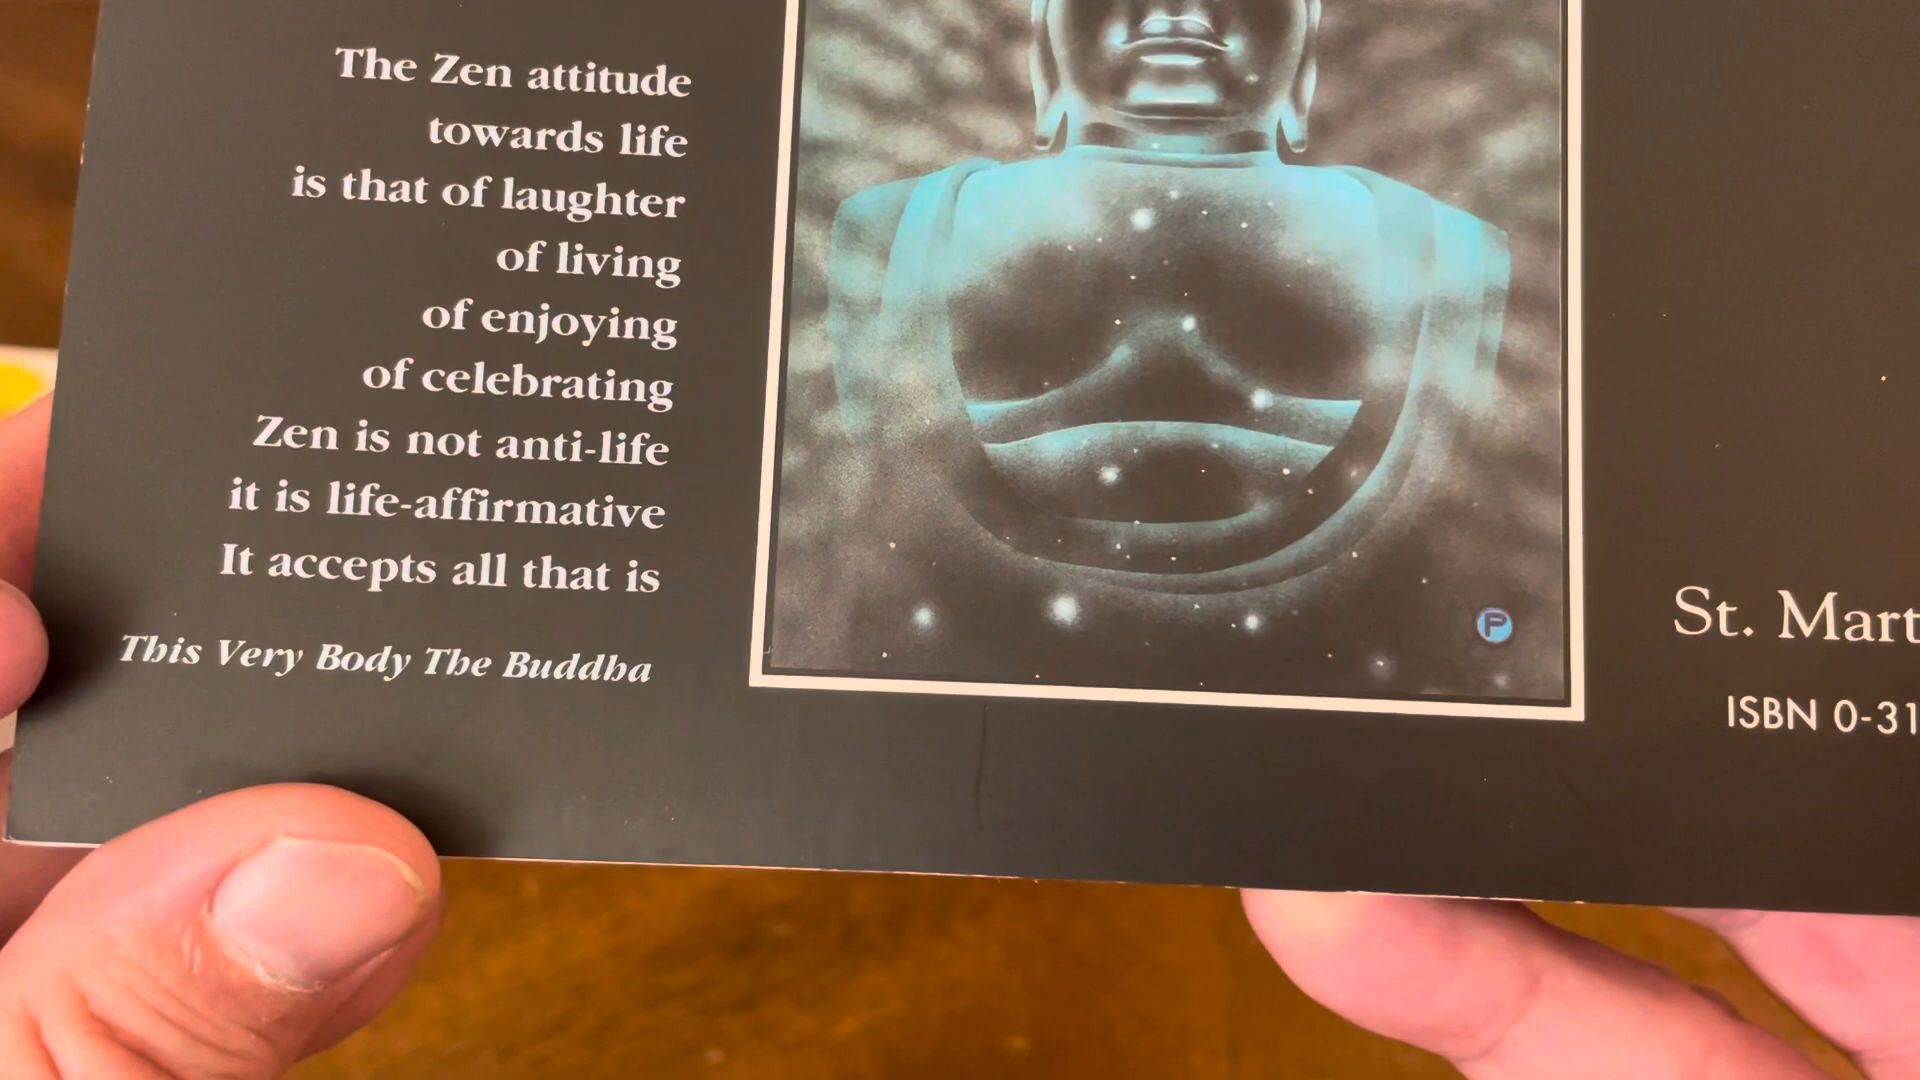 The Zen attitude
towards life
is that of laughter
of living
of enjoying
of celebrating
Zen is not anti-life
it is life-affirmative
It accepts all that is
This Very Body The Buddha
P
St. Mart
ISBN 0-31